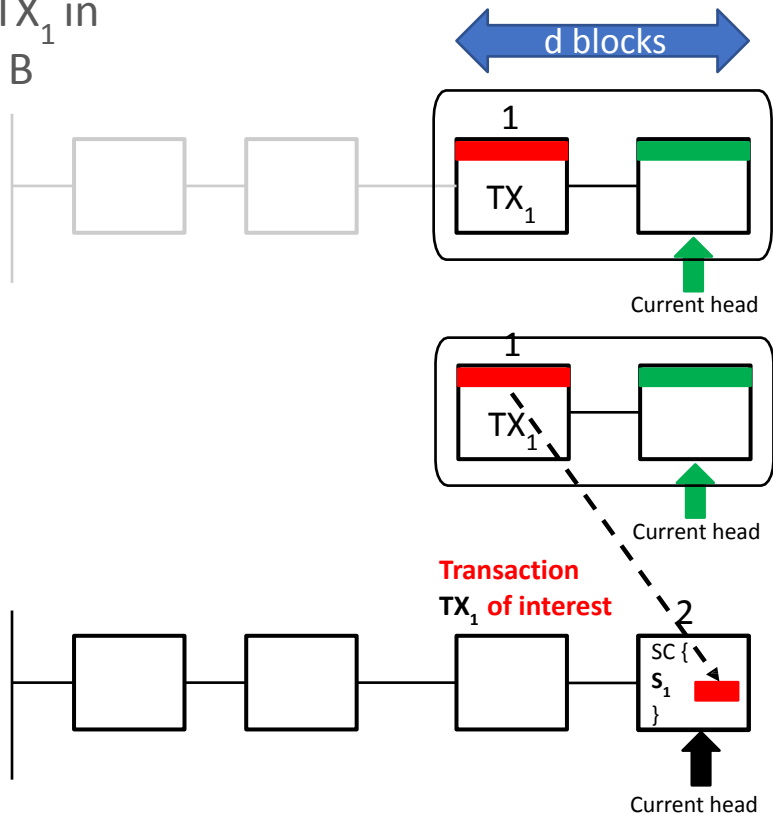 TX₁ in
B
d blocks
1
TX₁
Current head
1
TX₁
Current head
Transaction
TX₁ of interest
2
SC {
S₁
}
Current head